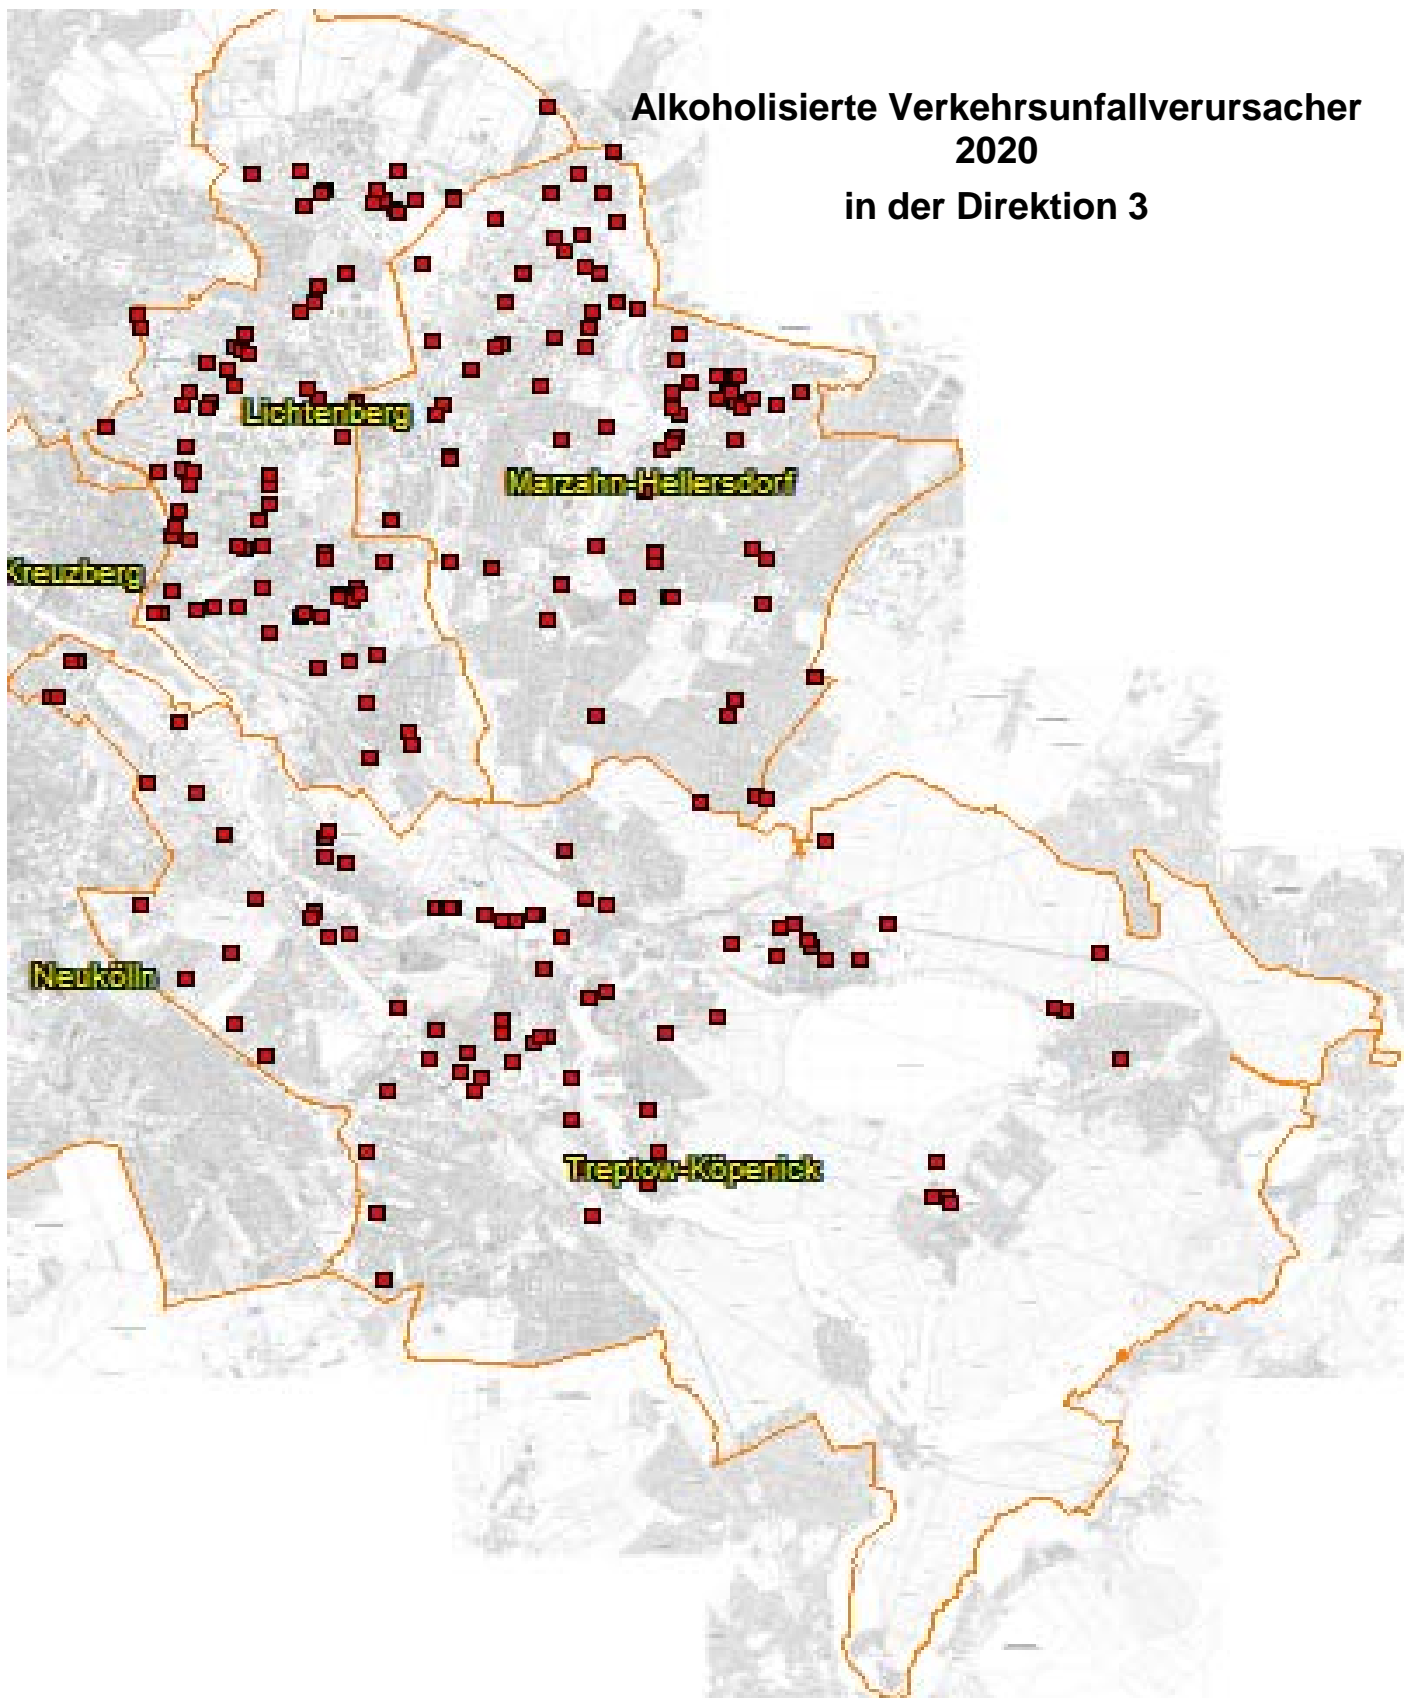 Alkoholisierte Verkehrsunfallverursacher
2020
in der Direktion 3
Lichtenberg
Marzahn-Hellersdorf
Kreuzberg
Neukölln
Treptow-Köpenick